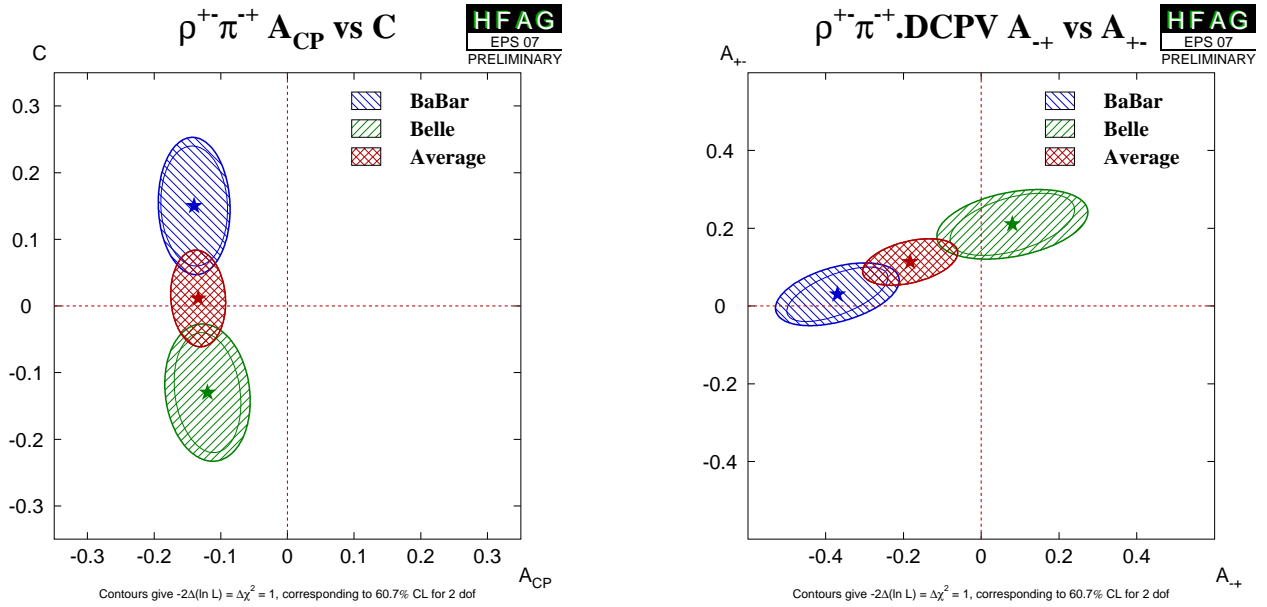 ρ⁺⁻π⁻⁺ A_CP vs C
HFAG
EPS 07
PRELIMINARY
C
BaBar
Belle
Average
0.3
0.2
0.1
0
-0.1
-0.2
-0.3
-0.3 -0.2 -0.1 0 0.1 0.2 0.3
A_CP
Contours give -2Δ(ln L) = Δχ² = 1, corresponding to 60.7% CL for 2 dof
ρ⁺⁻π⁻⁺.DCPV A₋₊ vs A₊₋
HFAG
EPS 07
PRELIMINARY
A₊₋
BaBar
Belle
Average
0.4
0.2
0
-0.2
-0.4
-0.4 -0.2 0 0.2 0.4
A₋₊
Contours give -2Δ(ln L) = Δχ² = 1, corresponding to 60.7% CL for 2 dof